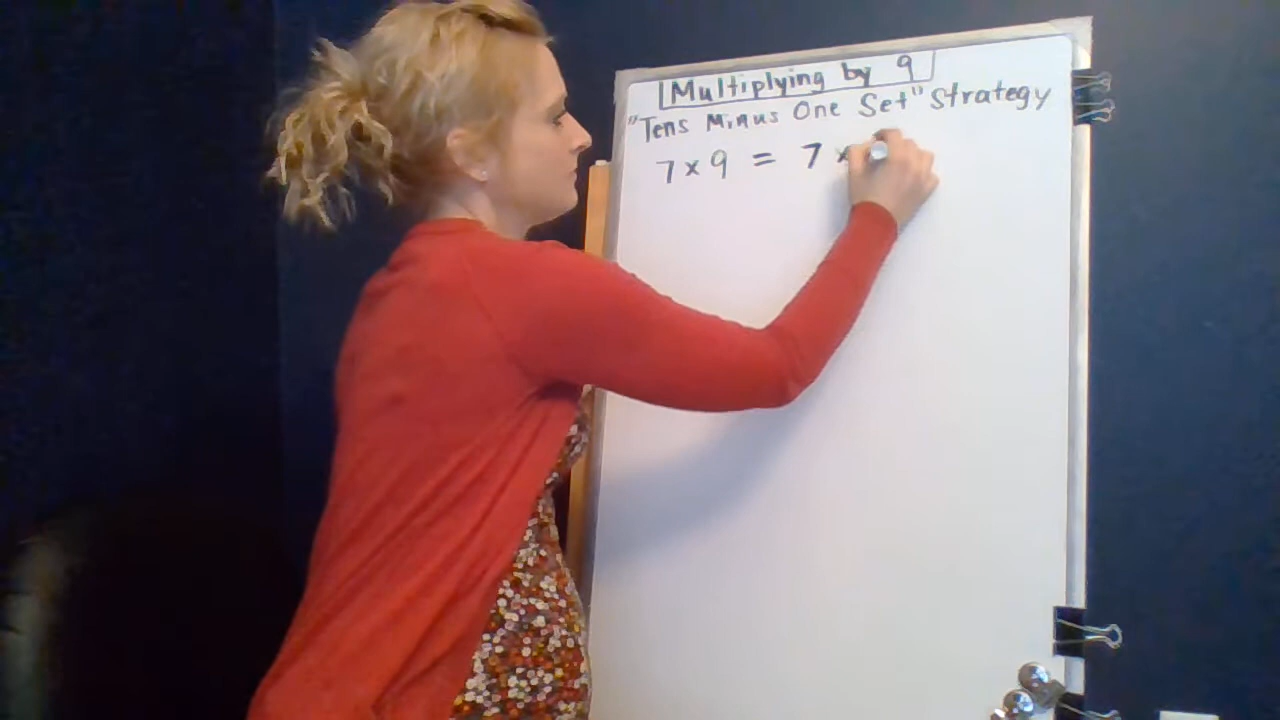 Multiplying by 9
"Tens Minus One Set" Strategy
7 × 9 = 7 ×